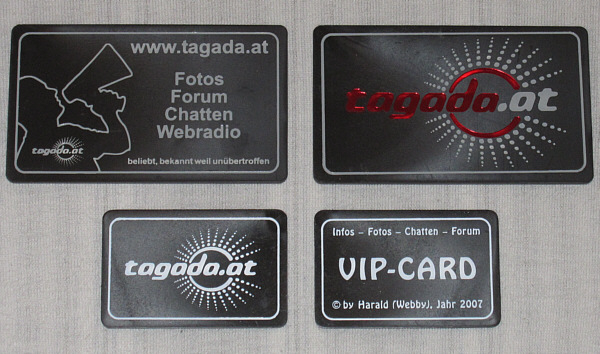 www.tagada.at
Fotos
Forum
Chatten
Webradio
tagada.at
beliebt, bekannt weil unübertroffen
tagada.at
tagada.at
Infos – Fotos – Chatten – Forum
VIP-CARD
© by Harald (Webby), Jahr 2007